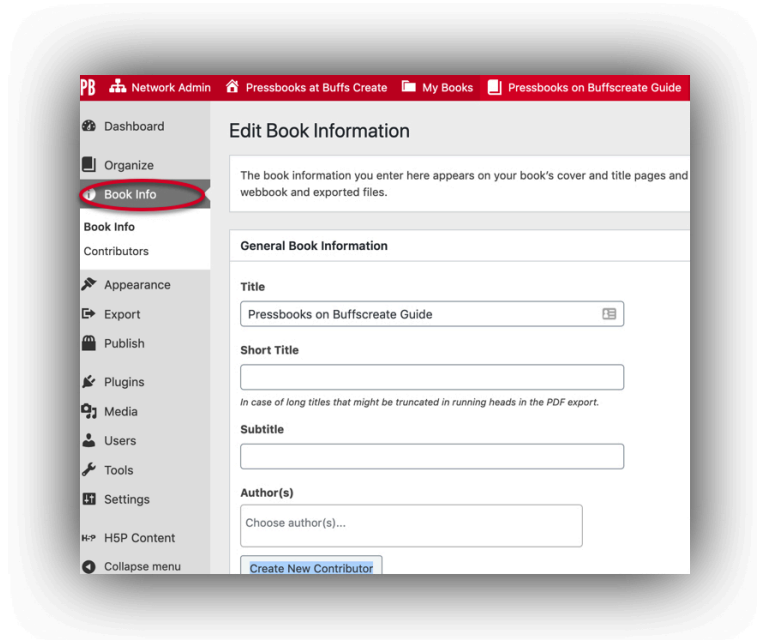 PB Network Admin Pressbooks at Buffs Create My Books Pressbooks on Buffscreate Guide
Dashboard
Organize
Book Info
Book Info
Contributors
Appearance
Export
Publish
Plugins
Media
Users
Tools
Settings
H-P H5P Content
Collapse menu
Edit Book Information
The book information you enter here appears on your book's cover and title pages and
webbook and exported files.
General Book Information
Title
Pressbooks on Buffscreate Guide
Short Title
In case of long titles that might be truncated in running heads in the PDF export.
Subtitle
Author(s)
Choose author(s)...
Create New Contributor